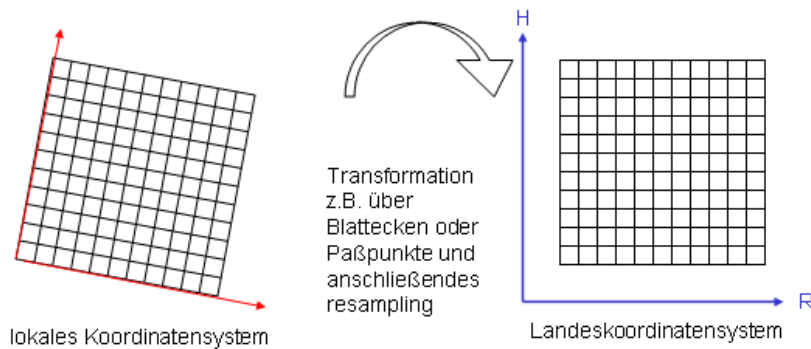 H
Transformation
z.B. über
Blattecken oder
Paßpunkte und
anschließendes
resampling
R
lokales Koordinatensystem
Landeskoordinatensystem